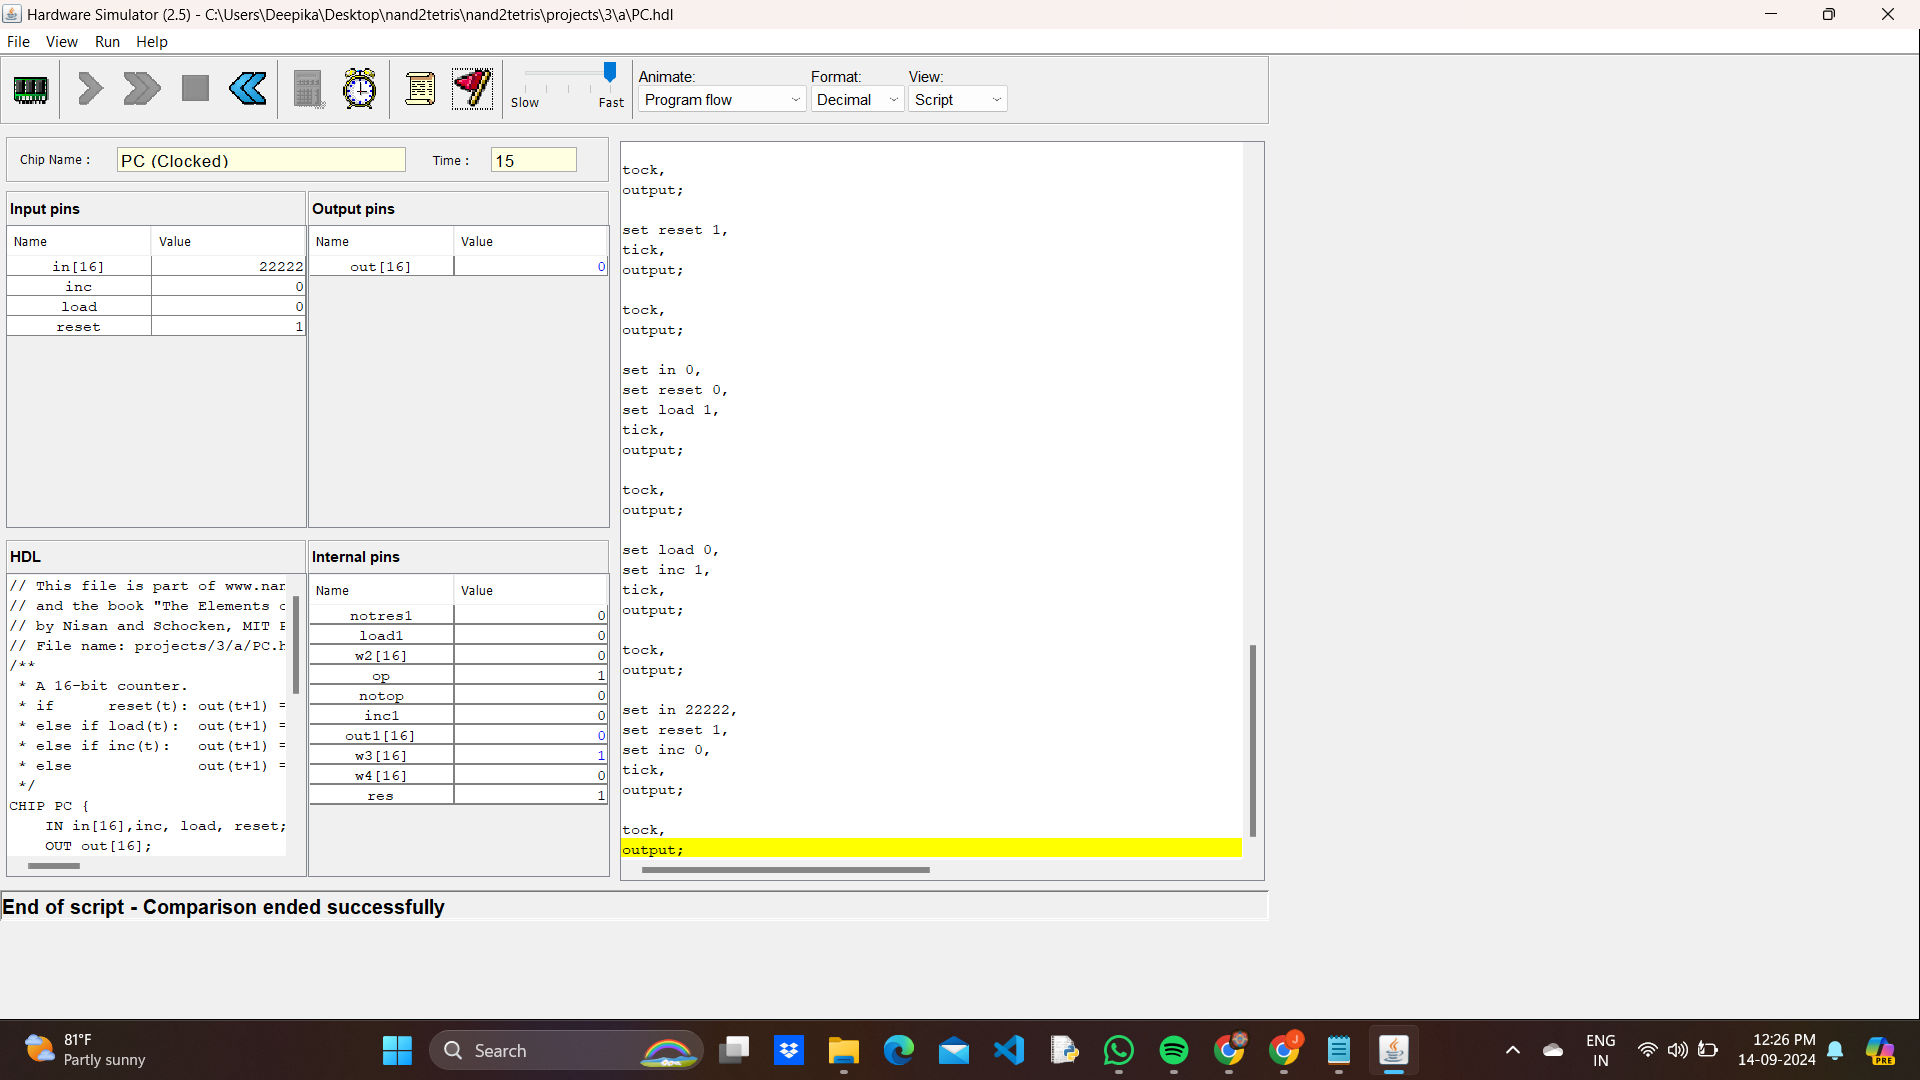 Hardware Simulator (2.5) - C:\Users\Deepika\Desktop\nand2tetris\nand2tetris\projects\3\a\PC.hdl
File View Run Help
Slow Fast
Animate: Format: View:
Program flow Decimal Script
Chip Name : PC (Clocked) Time : 15
Input pins
Name Value
in[16] 22222
inc 0
load 0
reset 1
Output pins
Name Value
out[16] 0
HDL
// This file is part of www.nan
// and the book "The Elements o
// by Nisan and Schocken, MIT P
// File name: projects/3/a/PC.h
/**
* A 16-bit counter.
* if reset(t): out(t+1) =
* else if load(t): out(t+1) =
* else if inc(t): out(t+1) =
* else out(t+1) =
*/
CHIP PC {
IN in[16],inc, load, reset;
OUT out[16];
Internal pins
Name Value
notres1 0
load1 0
w2[16] 0
op 1
notop 0
inc1 0
out1[16] 0
w3[16] 1
w4[16] 0
res 1
tock,
output;
set reset 1,
tick,
output;
tock,
output;
set in 0,
set reset 0,
set load 1,
tick,
output;
tock,
output;
set load 0,
set inc 1,
tick,
output;
tock,
output;
set in 22222,
set reset 1,
set inc 0,
tick,
output;
tock,
output;
End of script - Comparison ended successfully
81°F
Partly sunny
Search
J
ENG
IN
12:26 PM
14-09-2024
PRE